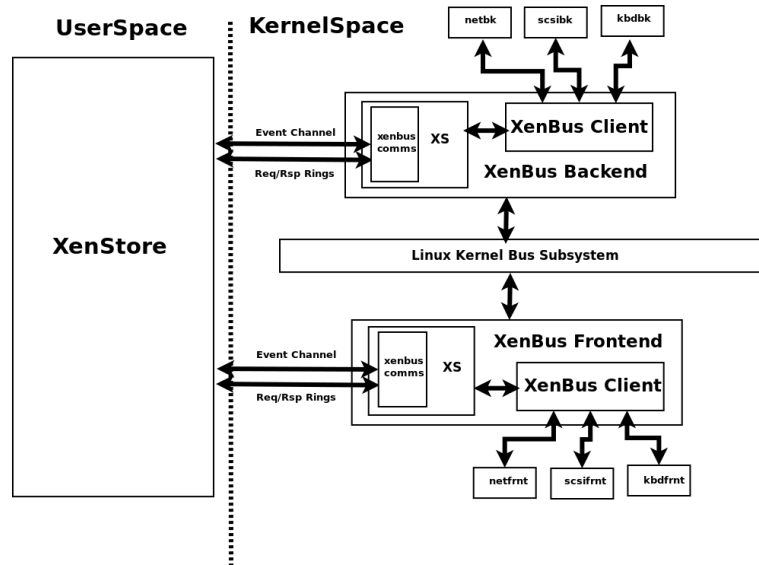 UserSpace
KernelSpace
netbk
scsibk
kbdbk
Event Channel
Req/Rsp Rings
xenbus
comms
XS
XenBus Client
XenBus Backend
XenStore
Linux Kernel Bus Subsystem
XenBus Frontend
Event Channel
Req/Rsp Rings
xenbus
comms
XS
XenBus Client
netfrnt
scsifrnt
kbdfrnt